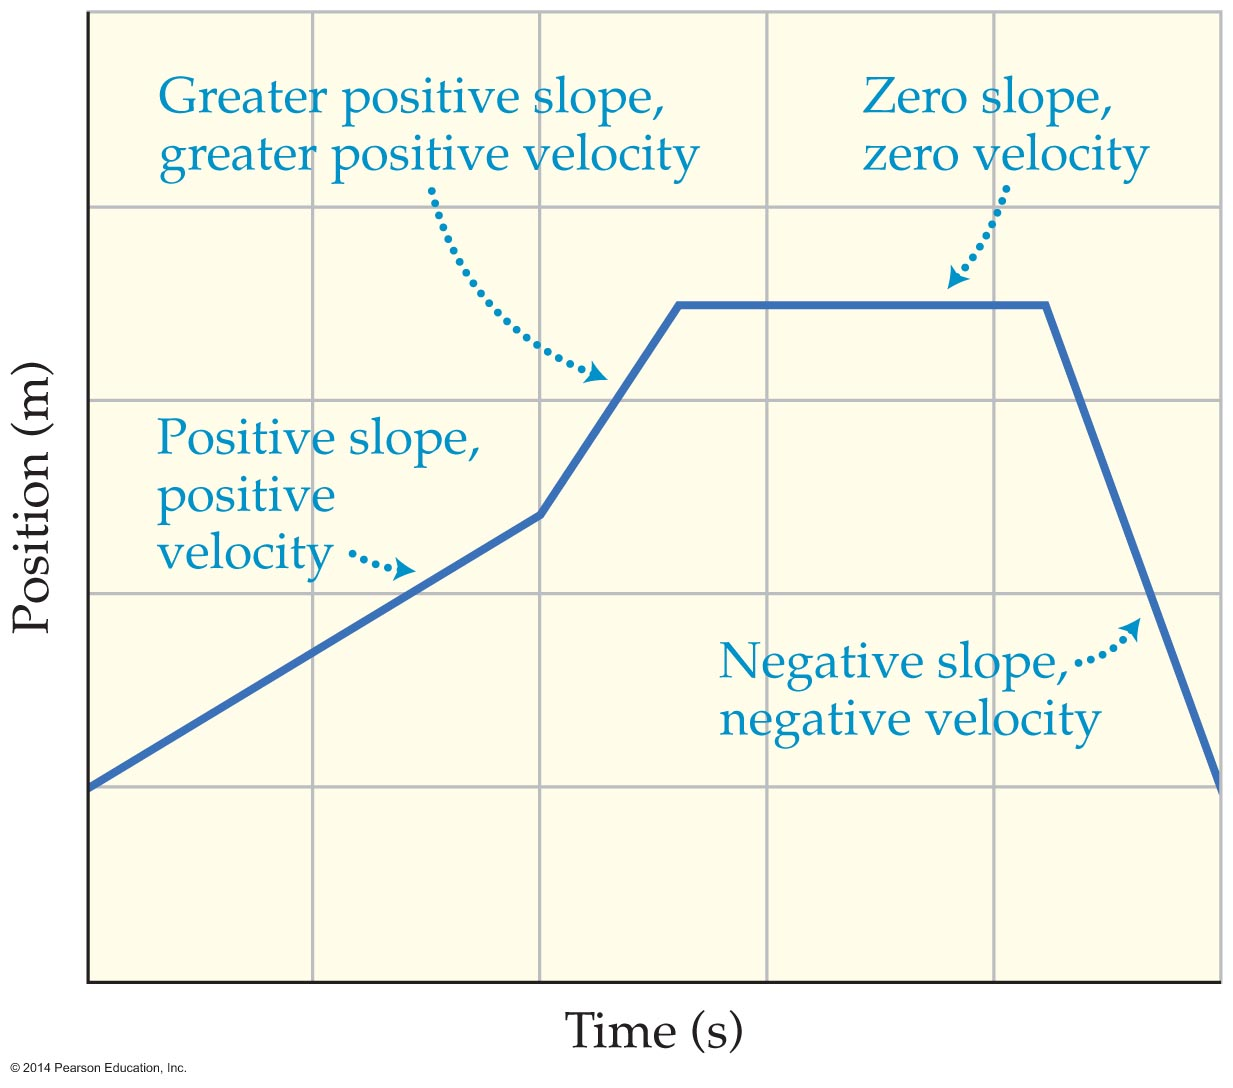 Greater positive slope,
greater positive velocity
Zero slope,
zero velocity
Positive slope,
positive
velocity
Negative slope,
negative velocity
Position (m)
Time (s)
© 2014 Pearson Education, Inc.